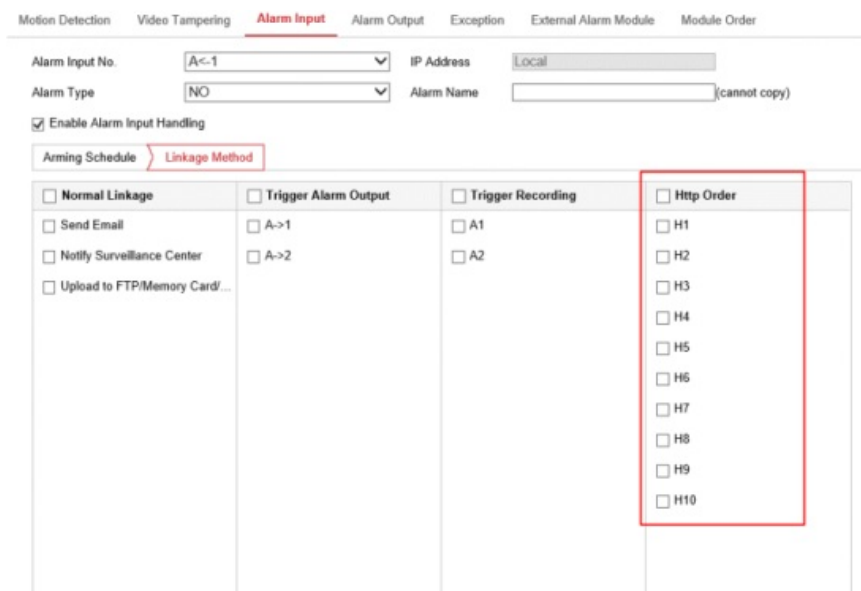 Motion Detection Video Tampering Alarm Input Alarm Output Exception External Alarm Module Module Order
Alarm Input No. A<-1 IP Address Local
Alarm Type NO Alarm Name (cannot copy)
Enable Alarm Input Handling
Arming Schedule Linkage Method
Normal Linkage Trigger Alarm Output Trigger Recording Http Order
Send Email A->1 A1 H1
Notify Surveillance Center A->2 A2 H2
Upload to FTP/Memory Card/... H3
H4
H5
H6
H7
H8
H9
H10